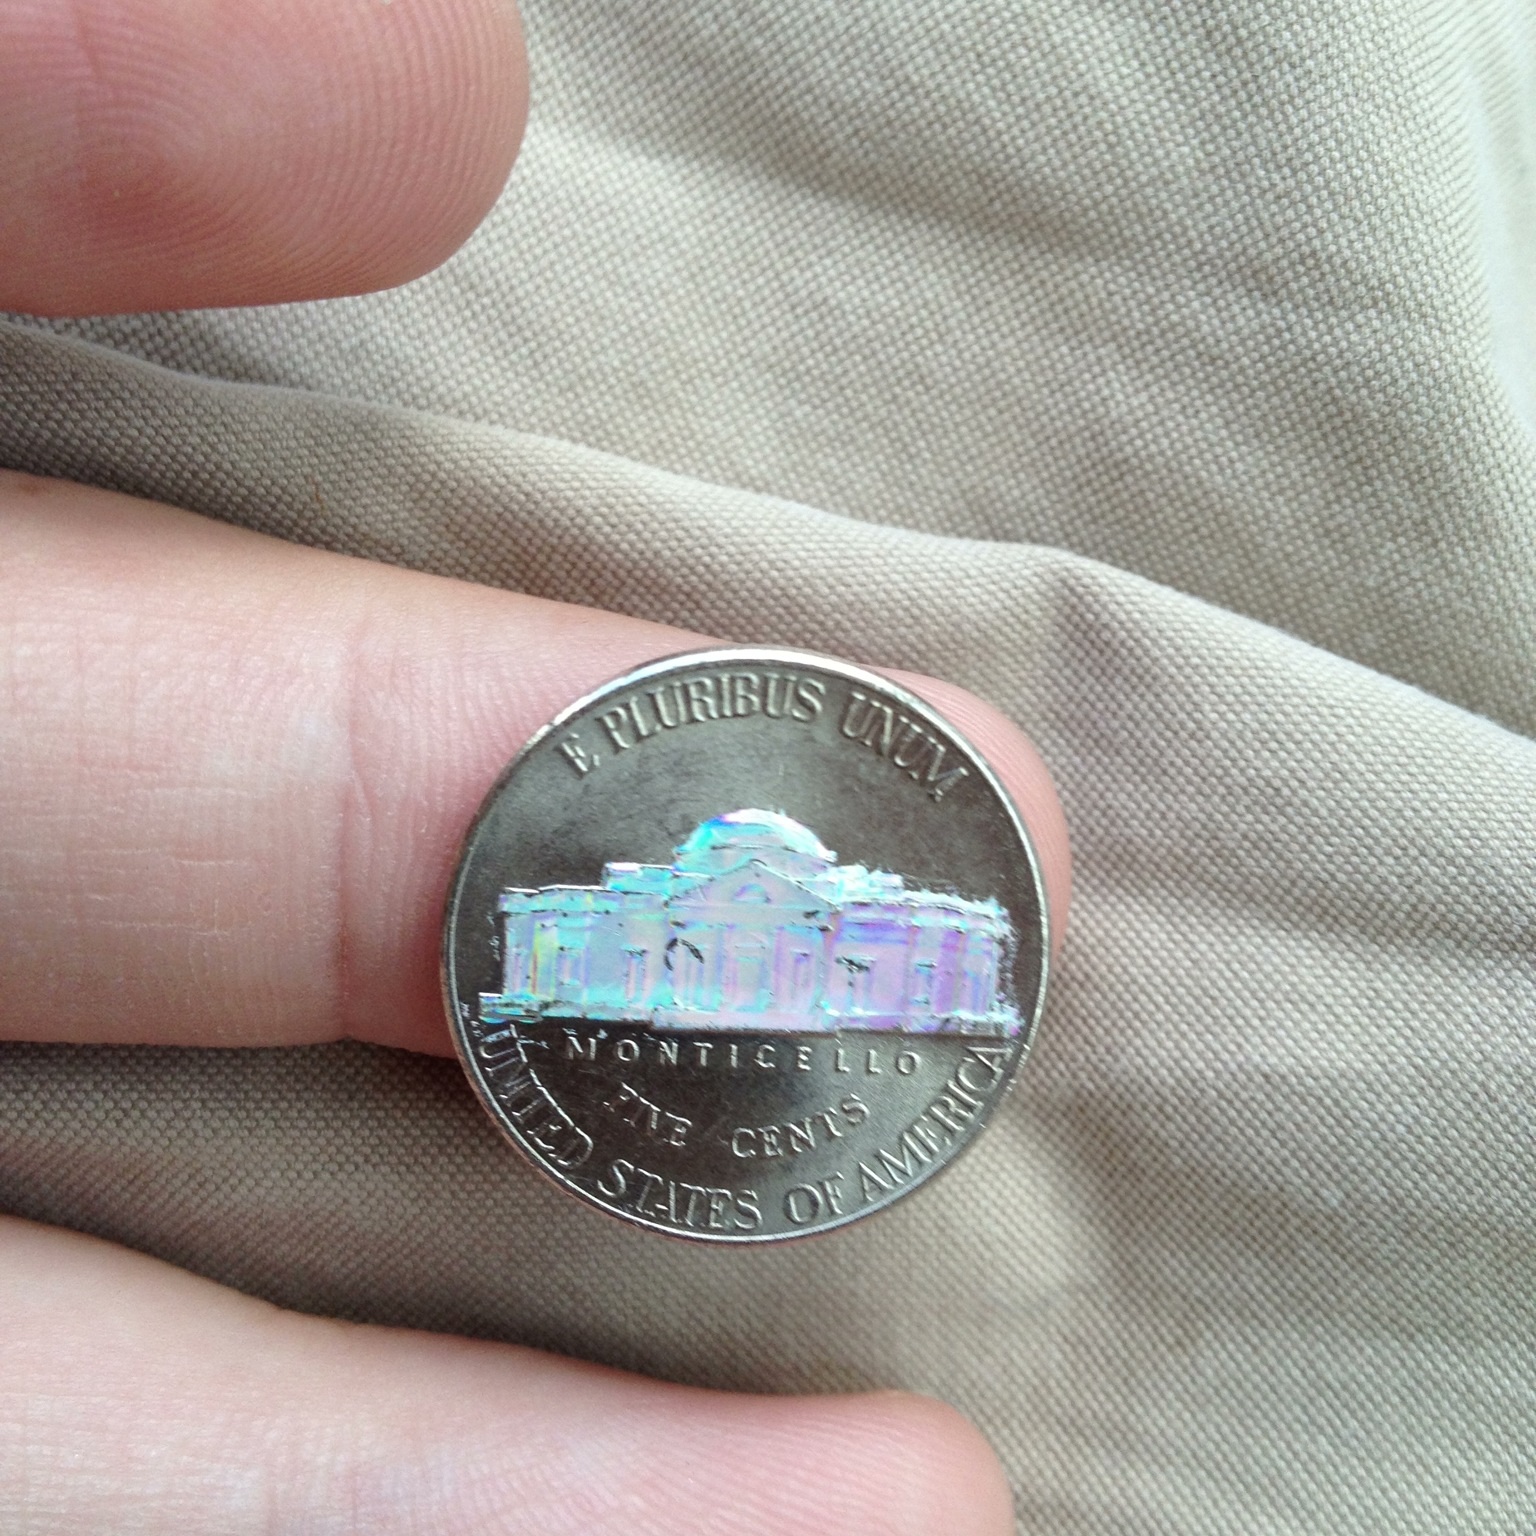 E PLURIBUS UNUM
MONTICELLO
FIVE CENTS
UNITED STATES OF AMERICA